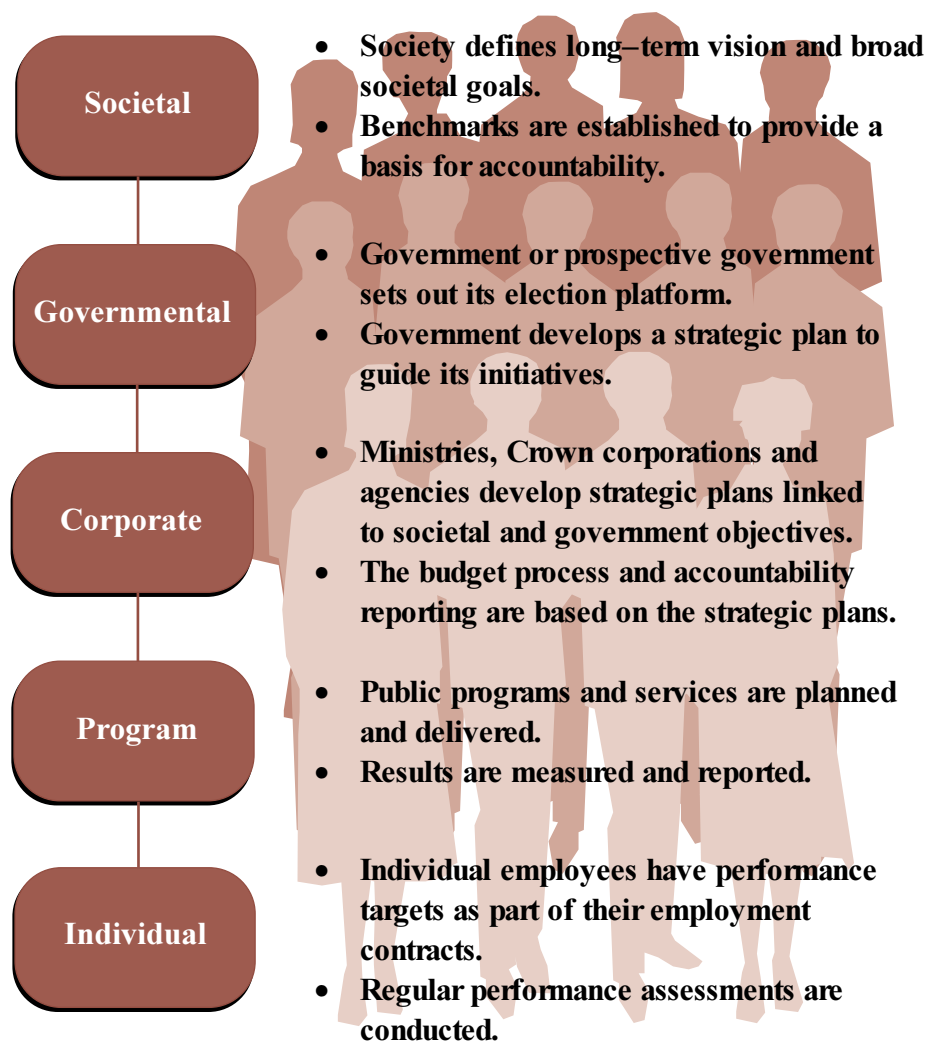 Societal
• Society defines long–term vision and broad
societal goals.
• Benchmarks are established to provide a
basis for accountability.
Governmental
• Government or prospective government
sets out its election platform.
• Government develops a strategic plan to
guide its initiatives.
Corporate
• Ministries, Crown corporations and
agencies develop strategic plans linked
to societal and government objectives.
• The budget process and accountability
reporting are based on the strategic plans.
Program
• Public programs and services are planned
and delivered.
• Results are measured and reported.
Individual
• Individual employees have performance
targets as part of their employment
contracts.
• Regular performance assessments are
conducted.